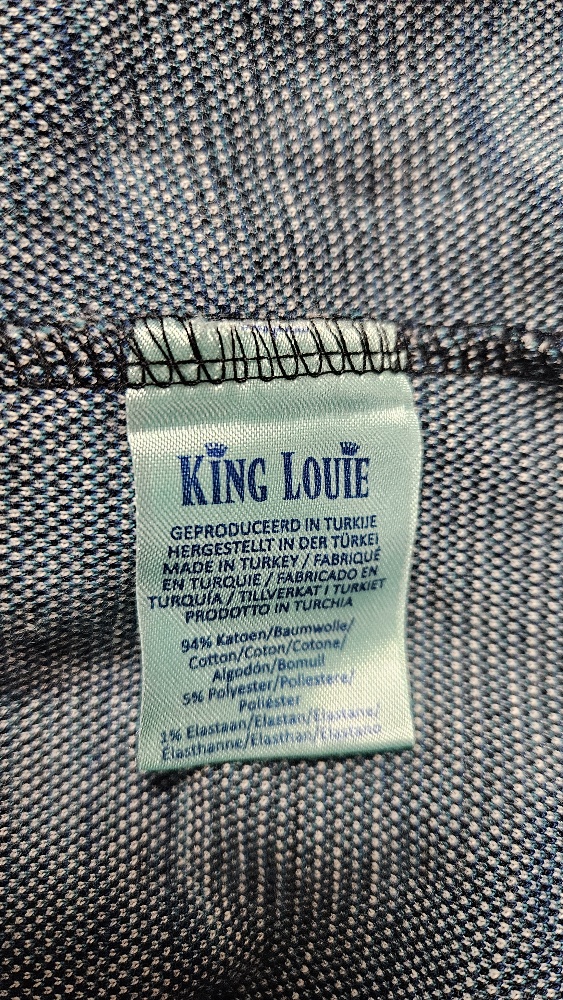 KING LOUIE
GEPRODUCEERD IN TURKIJE
HERGESTELLT IN DER TÜRKEI
MADE IN TURKEY / FABRIQUÉ
EN TURQUIE / FABRICADO EN
TURQUÍA / TILLVERKAT I TURKIET
PRODOTTO IN TURCHIA
94% Katoen/Baumwolle/
Cotton/Coton/Cotone/
Algodón/Bomull
5% Polyester/Poliestere/
Poliéster
1% Elastaan/Elastan/Elastane/
Elasthanne/Elasthan/Elastano